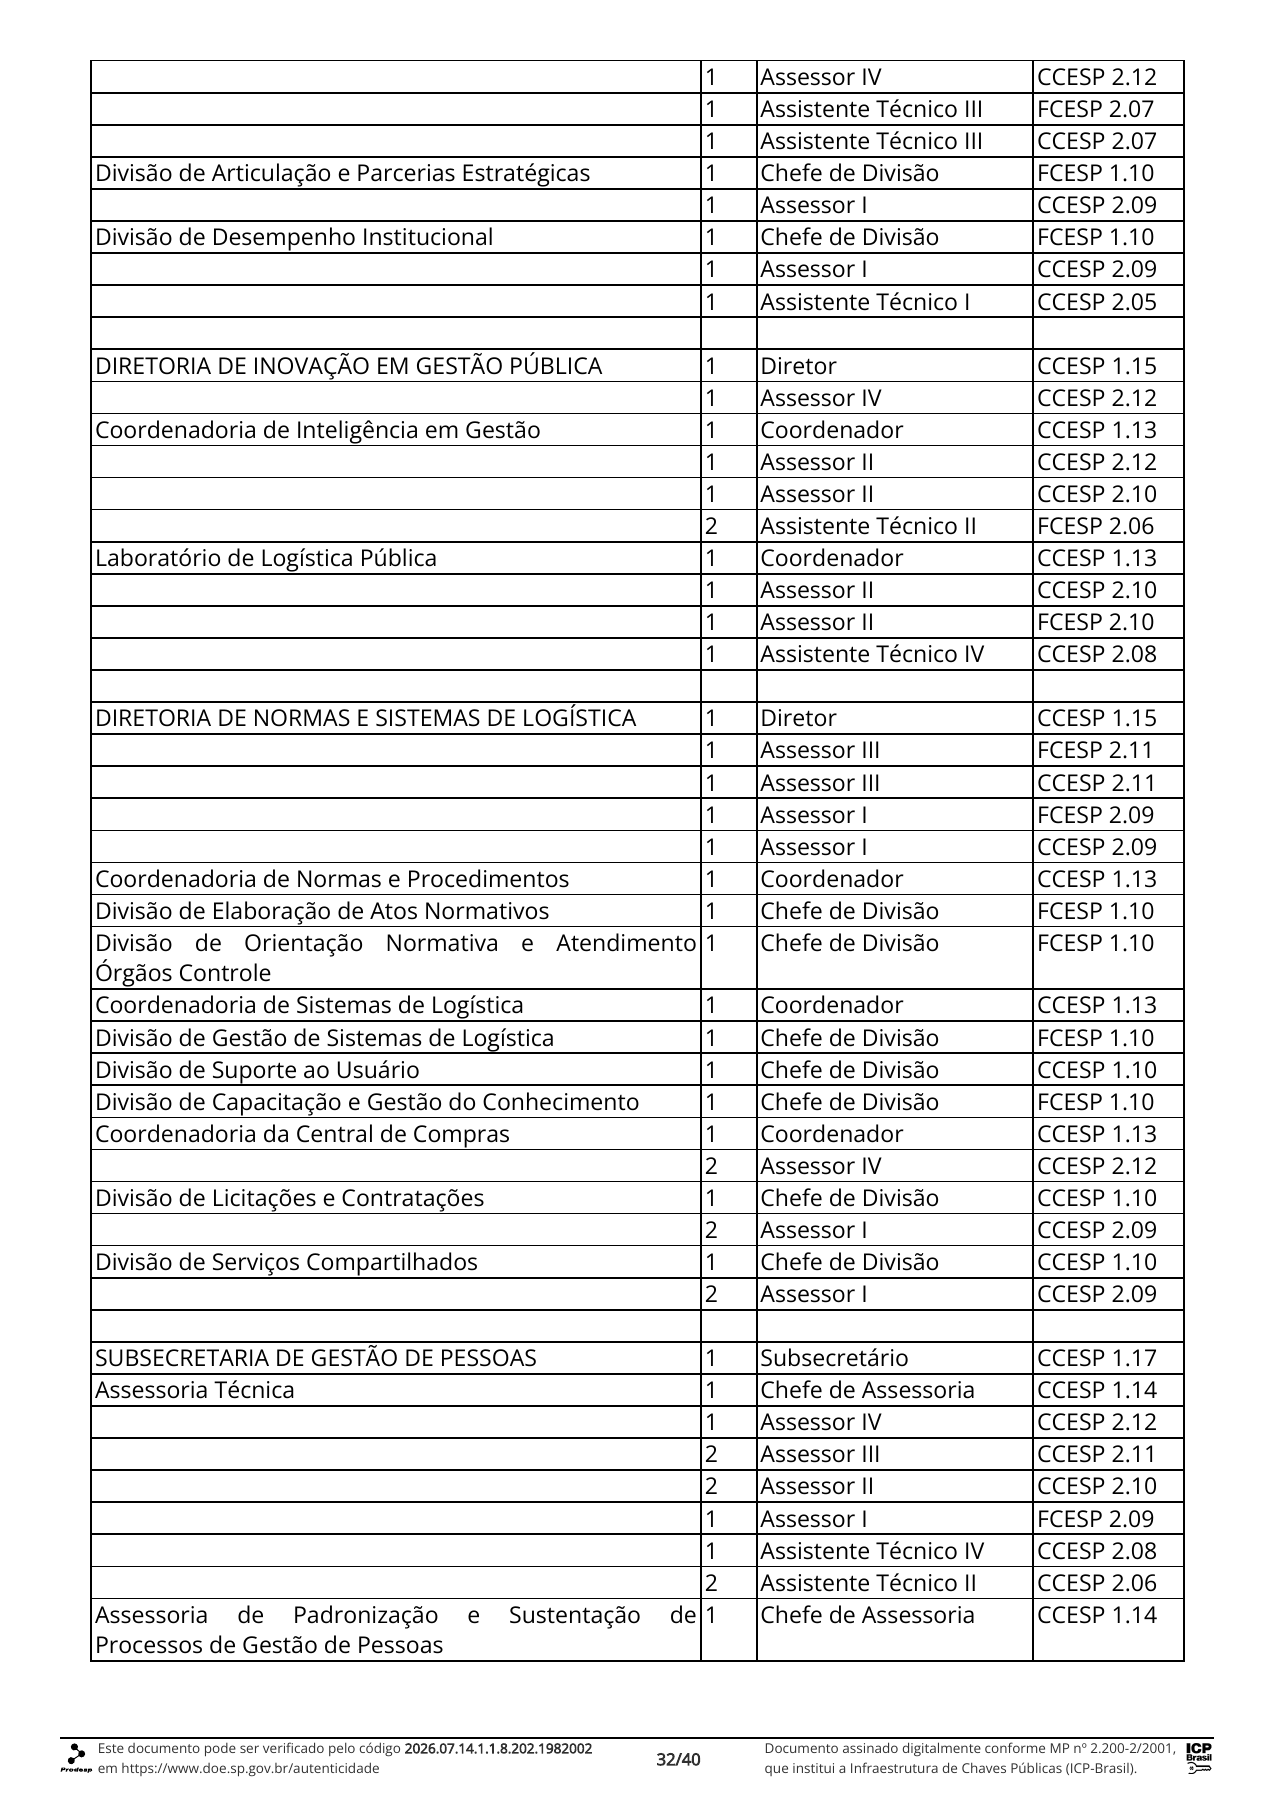 1 Assessor IV CCESP 2.12
1 Assistente Técnico III FCESP 2.07
1 Assistente Técnico III CCESP 2.07
Divisão de Articulação e Parcerias Estratégicas 1 Chefe de Divisão FCESP 1.10
1 Assessor I CCESP 2.09
Divisão de Desempenho Institucional 1 Chefe de Divisão FCESP 1.10
1 Assessor I CCESP 2.09
1 Assistente Técnico I CCESP 2.05
DIRETORIA DE INOVAÇÃO EM GESTÃO PÚBLICA 1 Diretor CCESP 1.15
1 Assessor IV CCESP 2.12
Coordenadoria de Inteligência em Gestão 1 Coordenador CCESP 1.13
1 Assessor II CCESP 2.12
1 Assessor II CCESP 2.10
2 Assistente Técnico II FCESP 2.06
Laboratório de Logística Pública 1 Coordenador CCESP 1.13
1 Assessor II CCESP 2.10
1 Assessor II FCESP 2.10
1 Assistente Técnico IV CCESP 2.08
DIRETORIA DE NORMAS E SISTEMAS DE LOGÍSTICA 1 Diretor CCESP 1.15
1 Assessor III FCESP 2.11
1 Assessor III CCESP 2.11
1 Assessor I FCESP 2.09
1 Assessor I CCESP 2.09
Coordenadoria de Normas e Procedimentos 1 Coordenador CCESP 1.13
Divisão de Elaboração de Atos Normativos 1 Chefe de Divisão FCESP 1.10
Divisão de Orientação Normativa e Atendimento 1 Chefe de Divisão FCESP 1.10
Órgãos Controle
Coordenadoria de Sistemas de Logística 1 Coordenador CCESP 1.13
Divisão de Gestão de Sistemas de Logística 1 Chefe de Divisão FCESP 1.10
Divisão de Suporte ao Usuário 1 Chefe de Divisão CCESP 1.10
Divisão de Capacitação e Gestão do Conhecimento 1 Chefe de Divisão FCESP 1.10
Coordenadoria da Central de Compras 1 Coordenador CCESP 1.13
2 Assessor IV CCESP 2.12
Divisão de Licitações e Contratações 1 Chefe de Divisão CCESP 1.10
2 Assessor I CCESP 2.09
Divisão de Serviços Compartilhados 1 Chefe de Divisão CCESP 1.10
2 Assessor I CCESP 2.09
SUBSECRETARIA DE GESTÃO DE PESSOAS 1 Subsecretário CCESP 1.17
Assessoria Técnica 1 Chefe de Assessoria CCESP 1.14
1 Assessor IV CCESP 2.12
2 Assessor III CCESP 2.11
2 Assessor II CCESP 2.10
1 Assessor I FCESP 2.09
1 Assistente Técnico IV CCESP 2.08
2 Assistente Técnico II CCESP 2.06
Assessoria de Padronização e Sustentação de 1 Chefe de Assessoria CCESP 1.14
Processos de Gestão de Pessoas
Prodesp
Este documento pode ser verificado pelo código 2026.07.14.1.1.8.202.1982002
em https://www.doe.sp.gov.br/autenticidade
32/40
Documento assinado digitalmente conforme MP nº 2.200-2/2001,
que institui a Infraestrutura de Chaves Públicas (ICP-Brasil).
ICP
Brasil